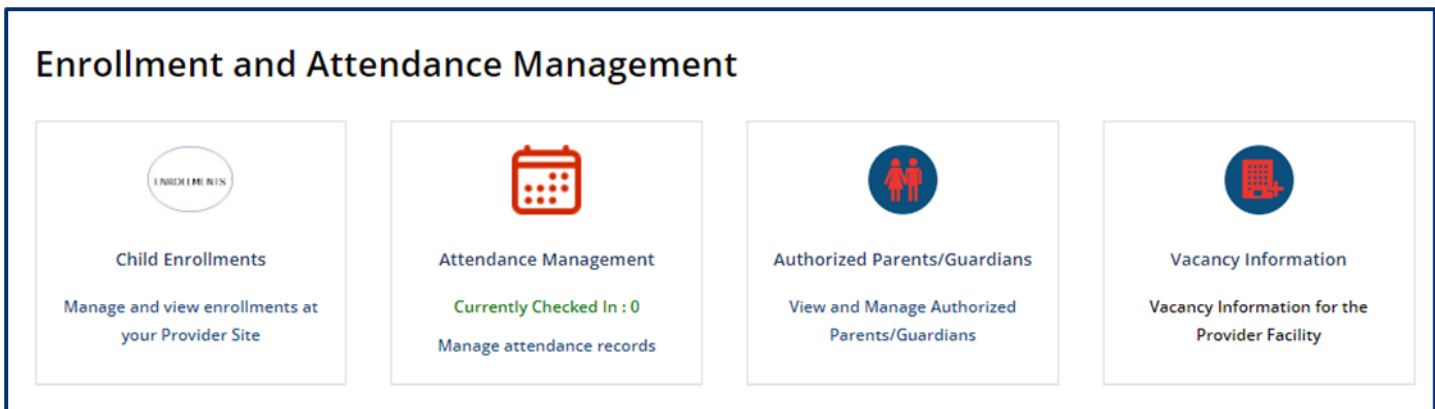 Enrollment and Attendance Management
ENROLLMENTS
Child Enrollments
Manage and view enrollments at
your Provider Site
Attendance Management
Currently Checked In : 0
Manage attendance records
Authorized Parents/Guardians
View and Manage Authorized
Parents/Guardians
Vacancy Information
Vacancy Information for the
Provider Facility